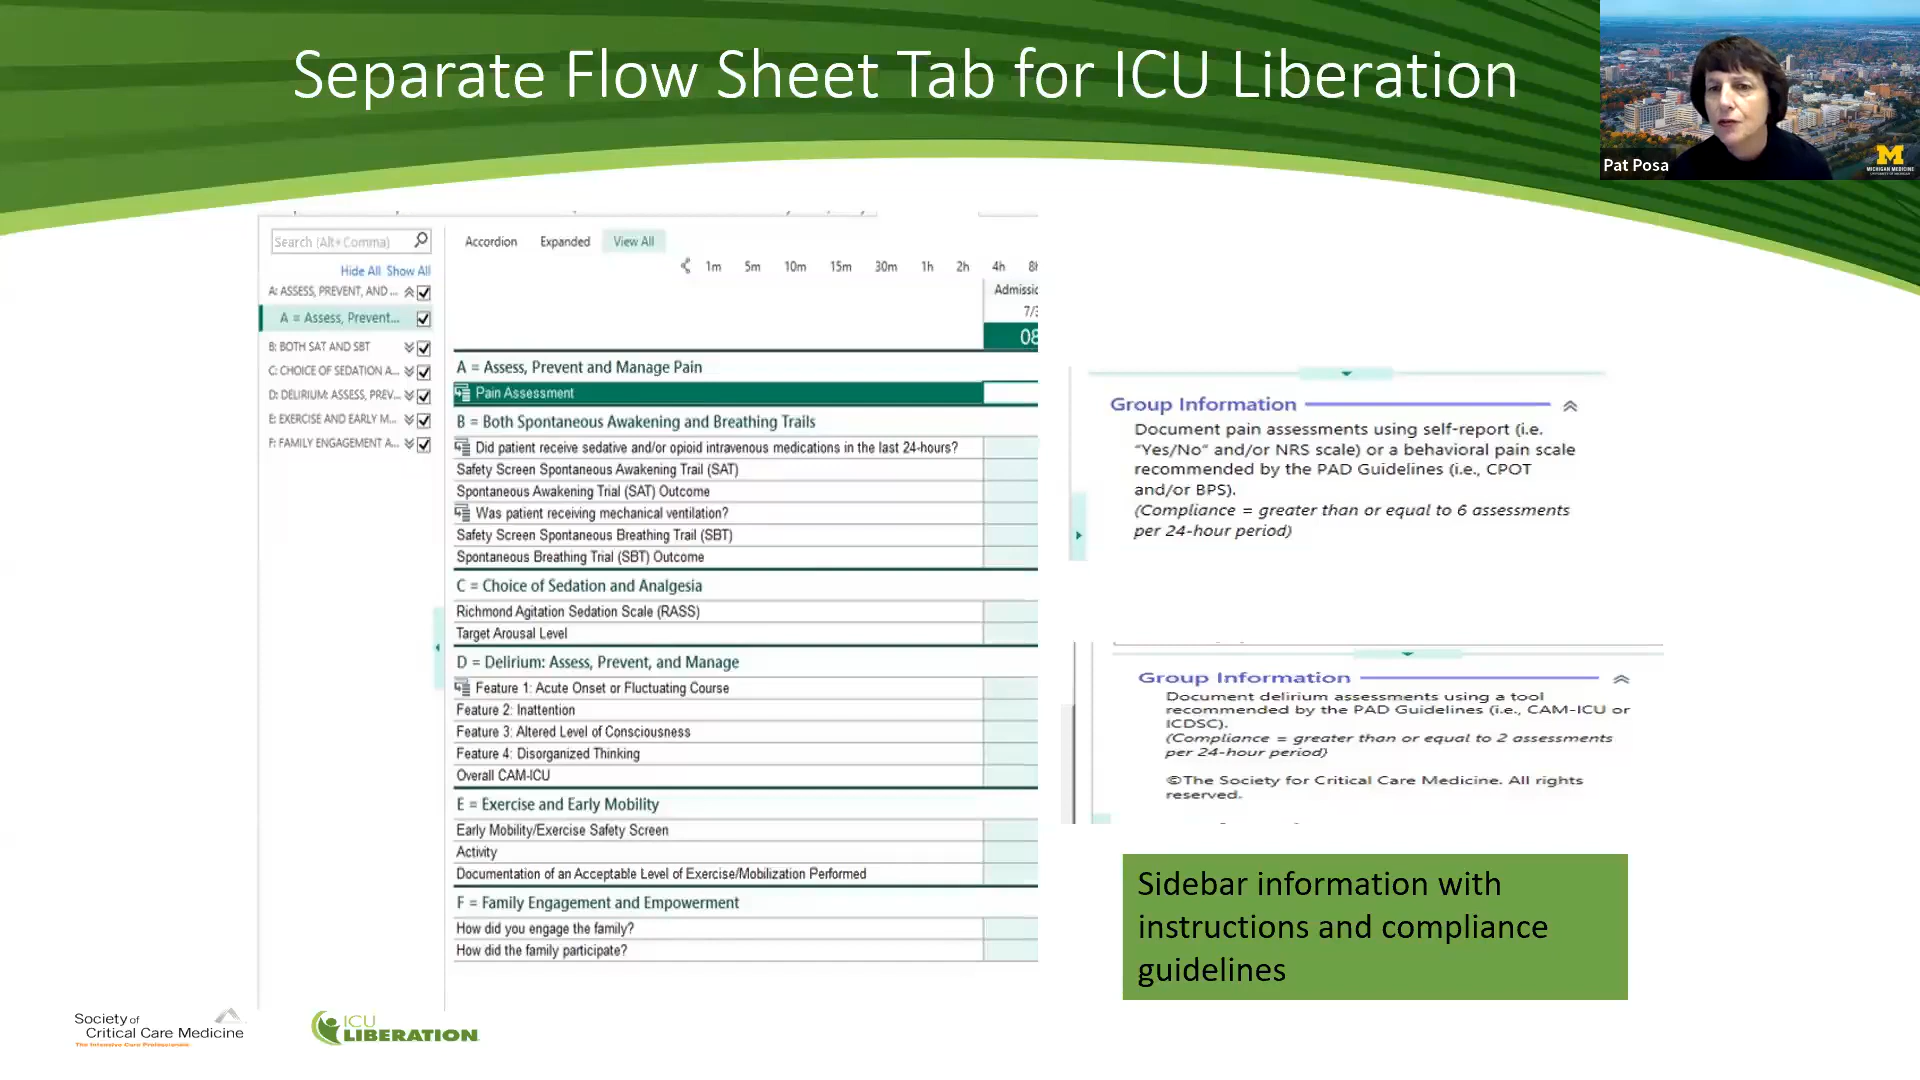 Separate Flow Sheet Tab for ICU Liberation
Pat Posa
MICHIGAN MEDICINE
Search (Alt+Comma)
Hide All Show All
A: ASSESS, PREVENT, AND ...
A = Assess, Prevent...
B: BOTH SAT AND SBT
C: CHOICE OF SEDATION A...
D: DELIRIUM: ASSESS, PREV...
E: EXERCISE AND EARLY M...
F: FAMILY ENGAGEMENT A...
Accordion Expanded View All
1m 5m 10m 15m 30m 1h 2h 4h 8h
Admissic
7/3
08
A = Assess, Prevent and Manage Pain
Pain Assessment
B = Both Spontaneous Awakening and Breathing Trails
Did patient receive sedative and/or opioid intravenous medications in the last 24-hours?
Safety Screen Spontaneous Awakening Trail (SAT)
Spontaneous Awakening Trial (SAT) Outcome
Was patient receiving mechanical ventilation?
Safety Screen Spontaneous Breathing Trail (SBT)
Spontaneous Breathing Trial (SBT) Outcome
C = Choice of Sedation and Analgesia
Richmond Agitation Sedation Scale (RASS)
Target Arousal Level
D = Delirium: Assess, Prevent, and Manage
Feature 1: Acute Onset or Fluctuating Course
Feature 2: Inattention
Feature 3: Altered Level of Consciousness
Feature 4: Disorganized Thinking
Overall CAM-ICU
E = Exercise and Early Mobility
Early Mobility/Exercise Safety Screen
Activity
Documentation of an Acceptable Level of Exercise/Mobilization Performed
F = Family Engagement and Empowerment
How did you engage the family?
How did the family participate?
Group Information
Document pain assessments using self-report (i.e.
“Yes/No” and/or NRS scale) or a behavioral pain scale
recommended by the PAD Guidelines (i.e., CPOT
and/or BPS).
(Compliance = greater than or equal to 6 assessments
per 24-hour period)
Group Information
Document delirium assessments using a tool
recommended by the PAD Guidelines (i.e., CAM-ICU or
ICDSC).
(Compliance = greater than or equal to 2 assessments
per 24-hour period)
©The Society for Critical Care Medicine. All rights
reserved.
Sidebar information with
instructions and compliance
guidelines
Society of
Critical Care Medicine
The Intensive Care Professionals
ICU
LIBERATION